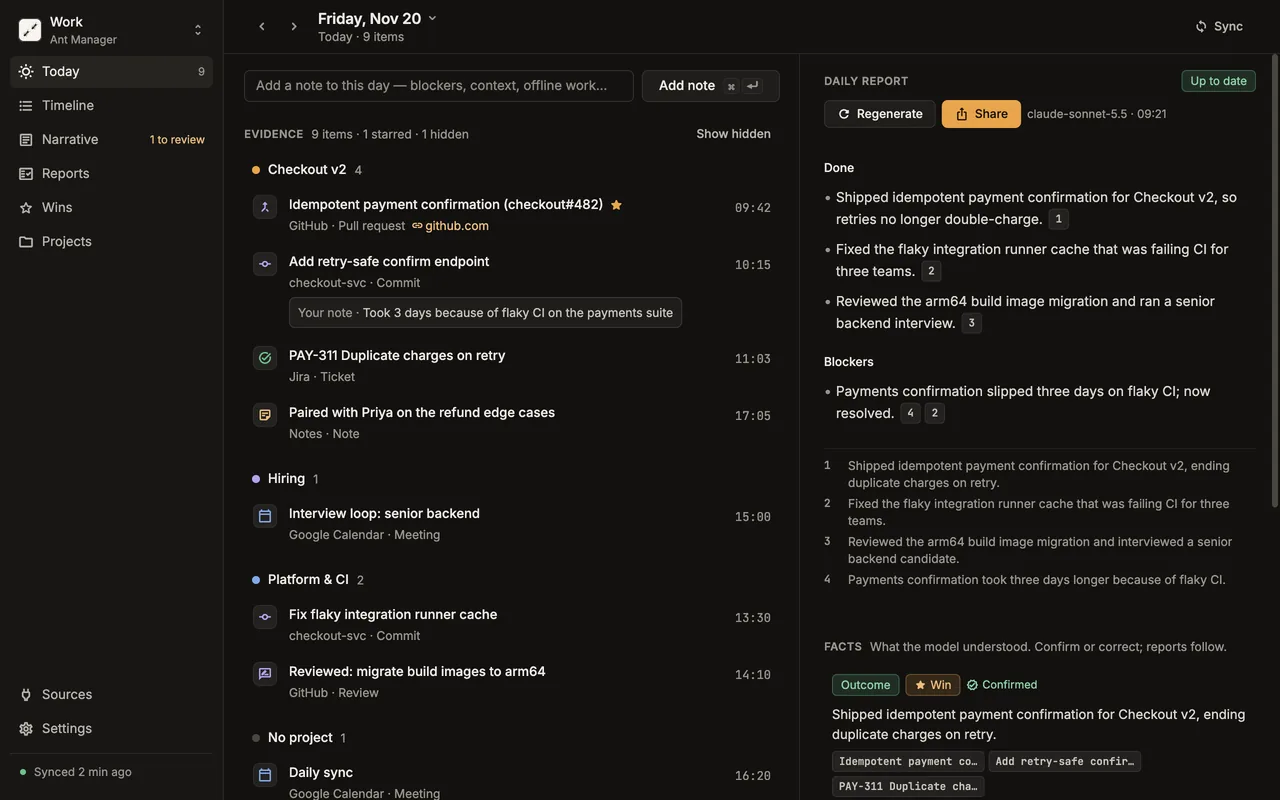 Work
Ant Manager
Today 9
Timeline
Narrative 1 to review
Reports
Wins
Projects
Sources
Settings
Synced 2 min ago
Friday, Nov 20
Today · 9 items
Sync
Add a note to this day — blockers, context, offline work...
Add note ⌘ ↵
EVIDENCE 9 items · 1 starred · 1 hidden
Show hidden
Checkout v2 4
Idempotent payment confirmation (checkout#482)
09:42
GitHub · Pull request github.com
Add retry-safe confirm endpoint
10:15
checkout-svc · Commit
Your note · Took 3 days because of flaky CI on the payments suite
PAY-311 Duplicate charges on retry
11:03
Jira · Ticket
Paired with Priya on the refund edge cases
17:05
Notes · Note
Hiring 1
Interview loop: senior backend
15:00
Google Calendar · Meeting
Platform & CI 2
Fix flaky integration runner cache
13:30
checkout-svc · Commit
Reviewed: migrate build images to arm64
14:10
GitHub · Review
No project 1
Daily sync
16:20
Google Calendar · Meeting
DAILY REPORT
Up to date
Regenerate
Share
claude-sonnet-5.5 · 09:21
Done
• Shipped idempotent payment confirmation for Checkout v2, so
retries no longer double-charge. 1
• Fixed the flaky integration runner cache that was failing CI for
three teams. 2
• Reviewed the arm64 build image migration and ran a senior
backend interview. 3
Blockers
• Payments confirmation slipped three days on flaky CI; now
resolved. 4 2
1 Shipped idempotent payment confirmation for Checkout v2, ending
duplicate charges on retry.
2 Fixed the flaky integration runner cache that was failing CI for three
teams.
3 Reviewed the arm64 build image migration and interviewed a senior
backend candidate.
4 Payments confirmation took three days longer because of flaky CI.
FACTS What the model understood. Confirm or correct; reports follow.
Outcome
Win
Confirmed
Shipped idempotent payment confirmation for Checkout v2, ending
duplicate charges on retry.
Idempotent payment co…
Add retry-safe confir…
PAY-311 Duplicate cha…